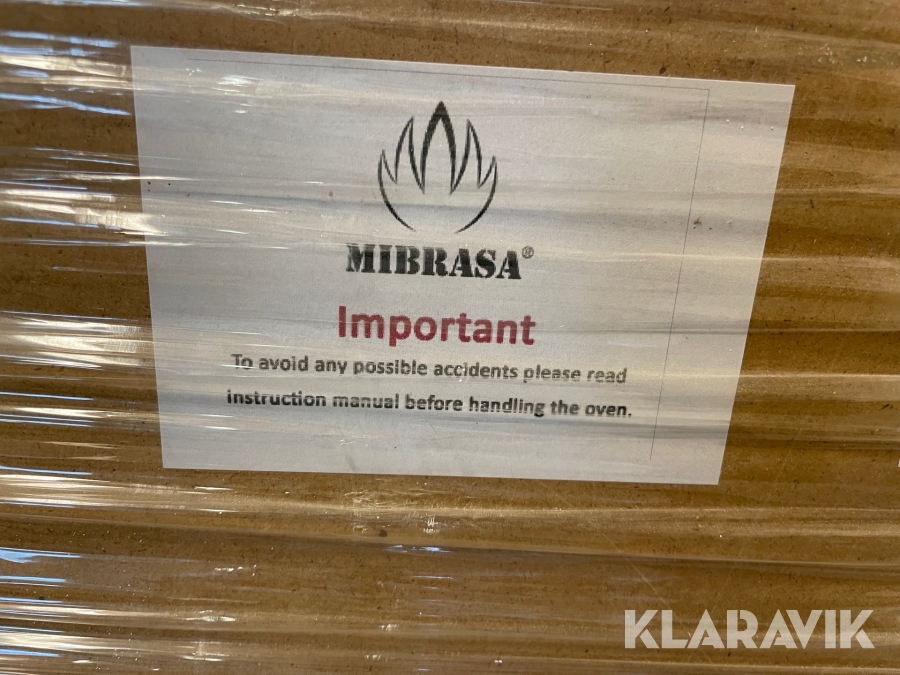 MIBRASA®
Important
To avoid any possible accidents please read
instruction manual before handling the oven.
KLARAVIK